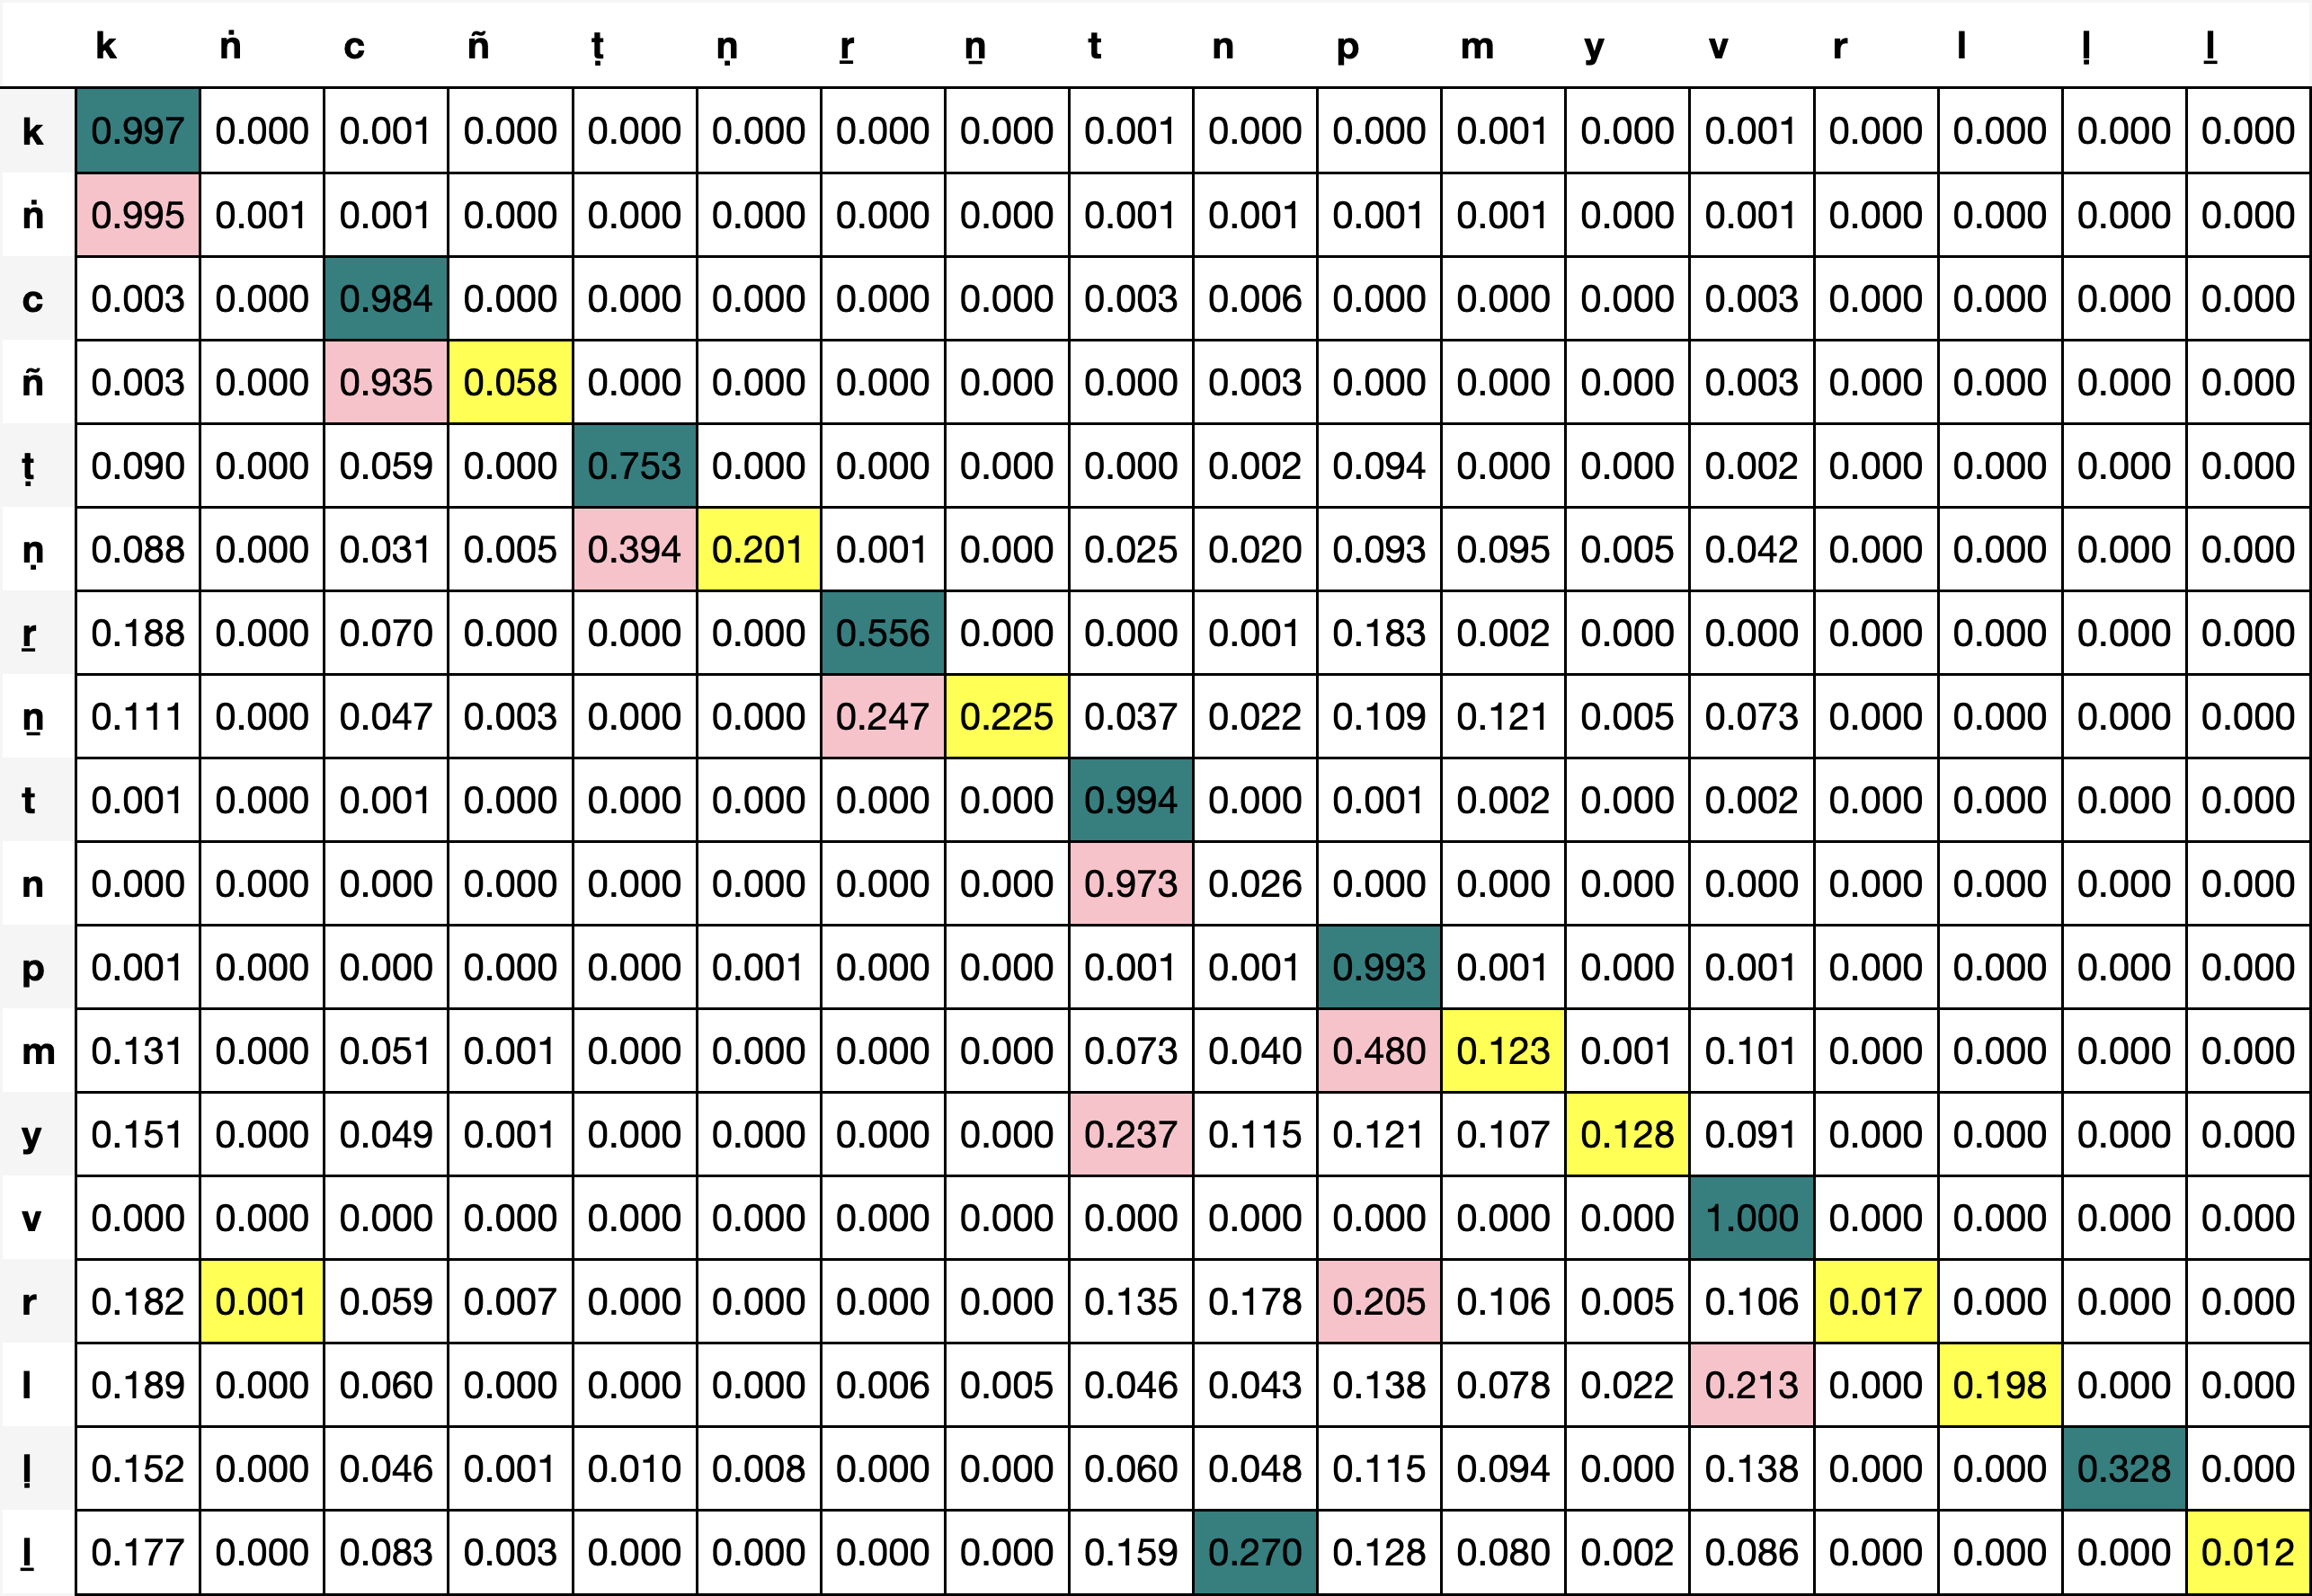 k ṅ c ñ ṭ ṇ ṟ ṉ t n p m y v r l ḷ ḻ
k 0.997 0.000 0.001 0.000 0.000 0.000 0.000 0.000 0.001 0.000 0.000 0.001 0.000 0.001 0.000 0.000 0.000 0.000
ṅ 0.995 0.001 0.001 0.000 0.000 0.000 0.000 0.000 0.001 0.001 0.001 0.001 0.000 0.001 0.000 0.000 0.000 0.000
c 0.003 0.000 0.984 0.000 0.000 0.000 0.000 0.000 0.003 0.006 0.000 0.000 0.000 0.003 0.000 0.000 0.000 0.000
ñ 0.003 0.000 0.935 0.058 0.000 0.000 0.000 0.000 0.000 0.003 0.000 0.000 0.000 0.003 0.000 0.000 0.000 0.000
ṭ 0.090 0.000 0.059 0.000 0.753 0.000 0.000 0.000 0.000 0.002 0.094 0.000 0.000 0.002 0.000 0.000 0.000 0.000
ṇ 0.088 0.000 0.031 0.005 0.394 0.201 0.001 0.000 0.025 0.020 0.093 0.095 0.005 0.042 0.000 0.000 0.000 0.000
ṟ 0.188 0.000 0.070 0.000 0.000 0.000 0.556 0.000 0.000 0.001 0.183 0.002 0.000 0.000 0.000 0.000 0.000 0.000
ṉ 0.111 0.000 0.047 0.003 0.000 0.000 0.247 0.225 0.037 0.022 0.109 0.121 0.005 0.073 0.000 0.000 0.000 0.000
t 0.001 0.000 0.001 0.000 0.000 0.000 0.000 0.000 0.994 0.000 0.001 0.002 0.000 0.002 0.000 0.000 0.000 0.000
n 0.000 0.000 0.000 0.000 0.000 0.000 0.000 0.000 0.973 0.026 0.000 0.000 0.000 0.000 0.000 0.000 0.000 0.000
p 0.001 0.000 0.000 0.000 0.000 0.001 0.000 0.000 0.001 0.001 0.993 0.001 0.000 0.001 0.000 0.000 0.000 0.000
m 0.131 0.000 0.051 0.001 0.000 0.000 0.000 0.000 0.073 0.040 0.480 0.123 0.001 0.101 0.000 0.000 0.000 0.000
y 0.151 0.000 0.049 0.001 0.000 0.000 0.000 0.000 0.237 0.115 0.121 0.107 0.128 0.091 0.000 0.000 0.000 0.000
v 0.000 0.000 0.000 0.000 0.000 0.000 0.000 0.000 0.000 0.000 0.000 0.000 0.000 1.000 0.000 0.000 0.000 0.000
r 0.182 0.001 0.059 0.007 0.000 0.000 0.000 0.000 0.135 0.178 0.205 0.106 0.005 0.106 0.017 0.000 0.000 0.000
l 0.189 0.000 0.060 0.000 0.000 0.000 0.006 0.005 0.046 0.043 0.138 0.078 0.022 0.213 0.000 0.198 0.000 0.000
ḷ 0.152 0.000 0.046 0.001 0.010 0.008 0.000 0.000 0.060 0.048 0.115 0.094 0.000 0.138 0.000 0.000 0.328 0.000
ḻ 0.177 0.000 0.083 0.003 0.000 0.000 0.000 0.000 0.159 0.270 0.128 0.080 0.002 0.086 0.000 0.000 0.000 0.012